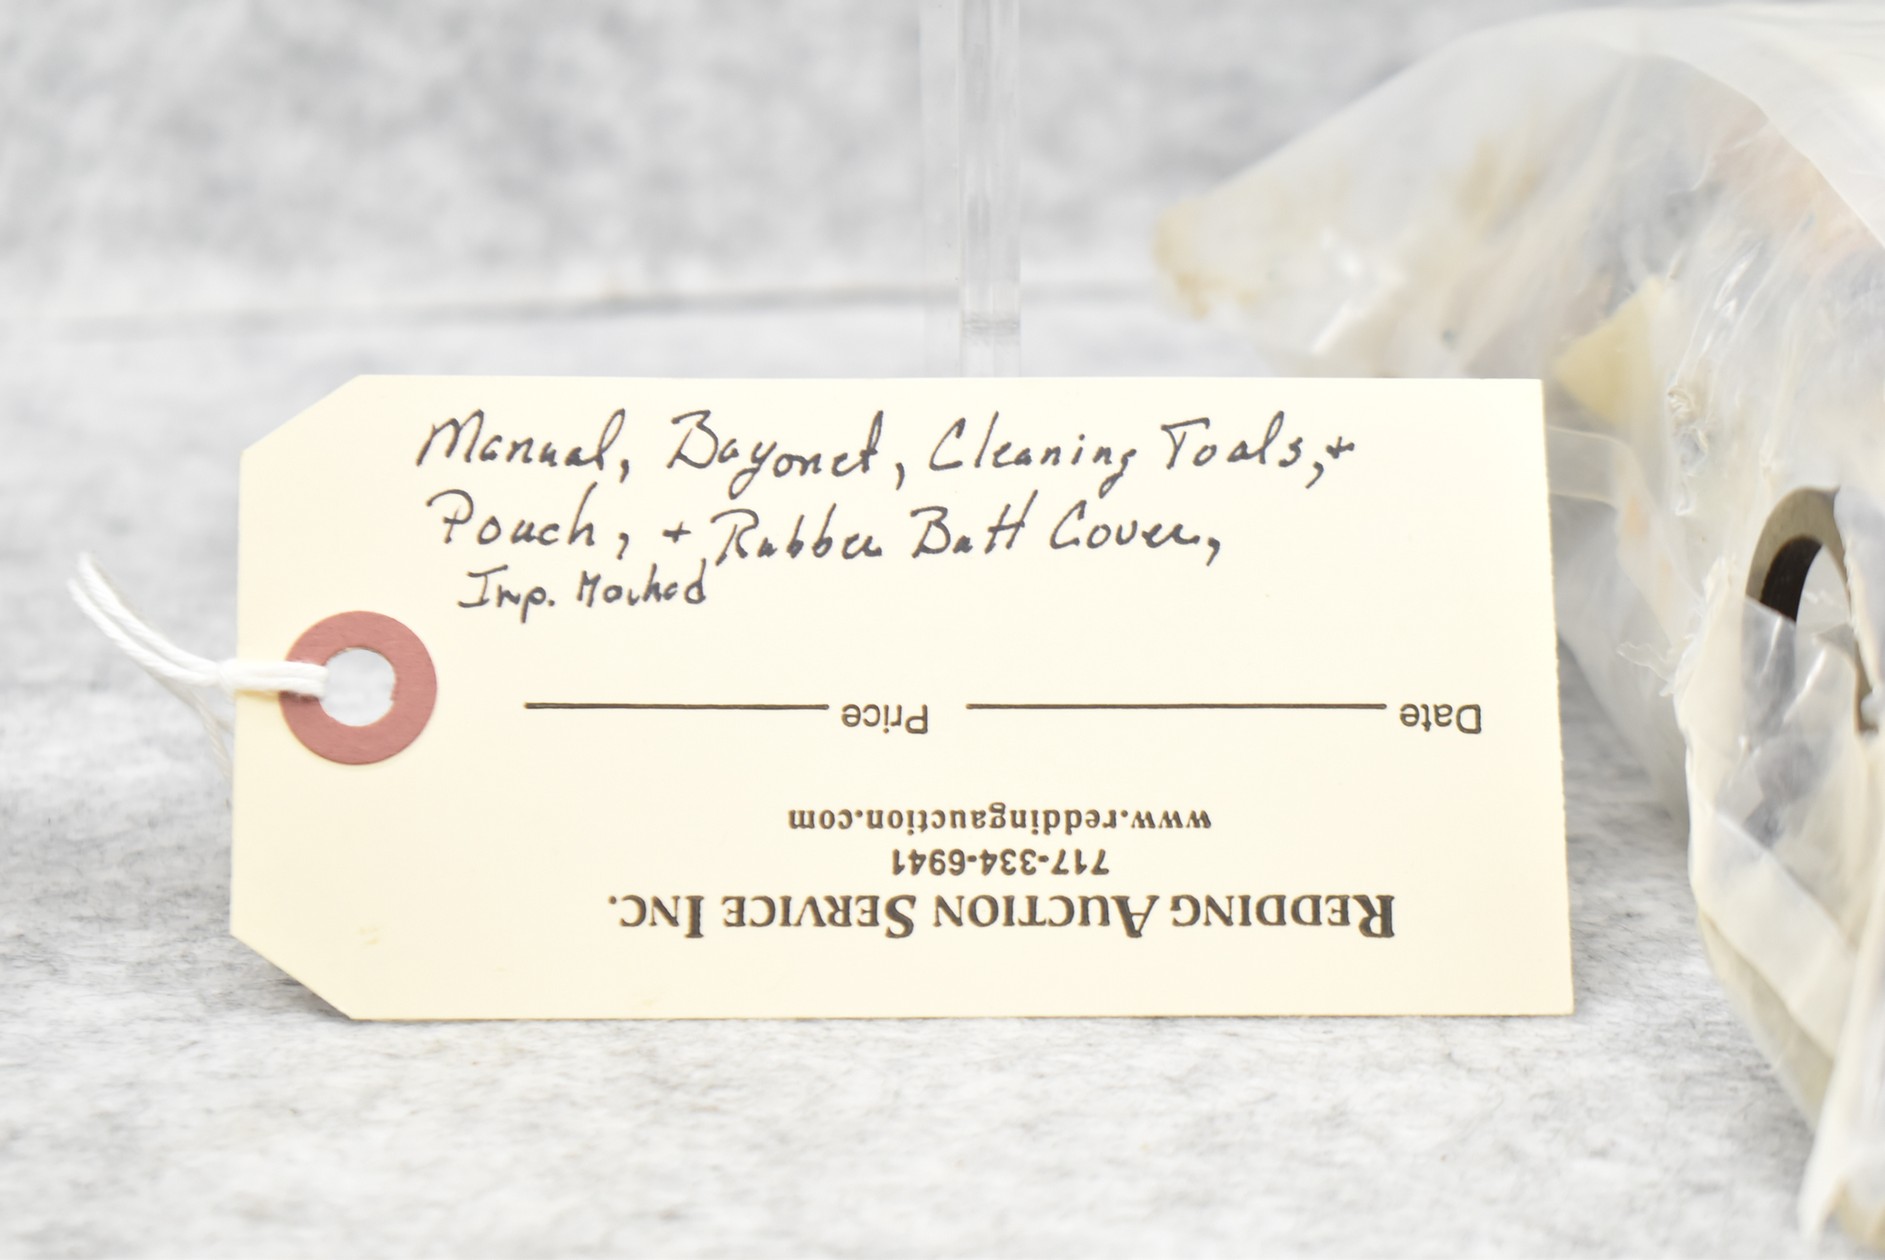 Manual, Bayonet, Cleaning Tools, +
Pouch, + Rubber Butt Cover,
Imp. Marked
REDDING AUCTION SERVICE INC.
717-334-6941
www.reddingauction.com
Date Price